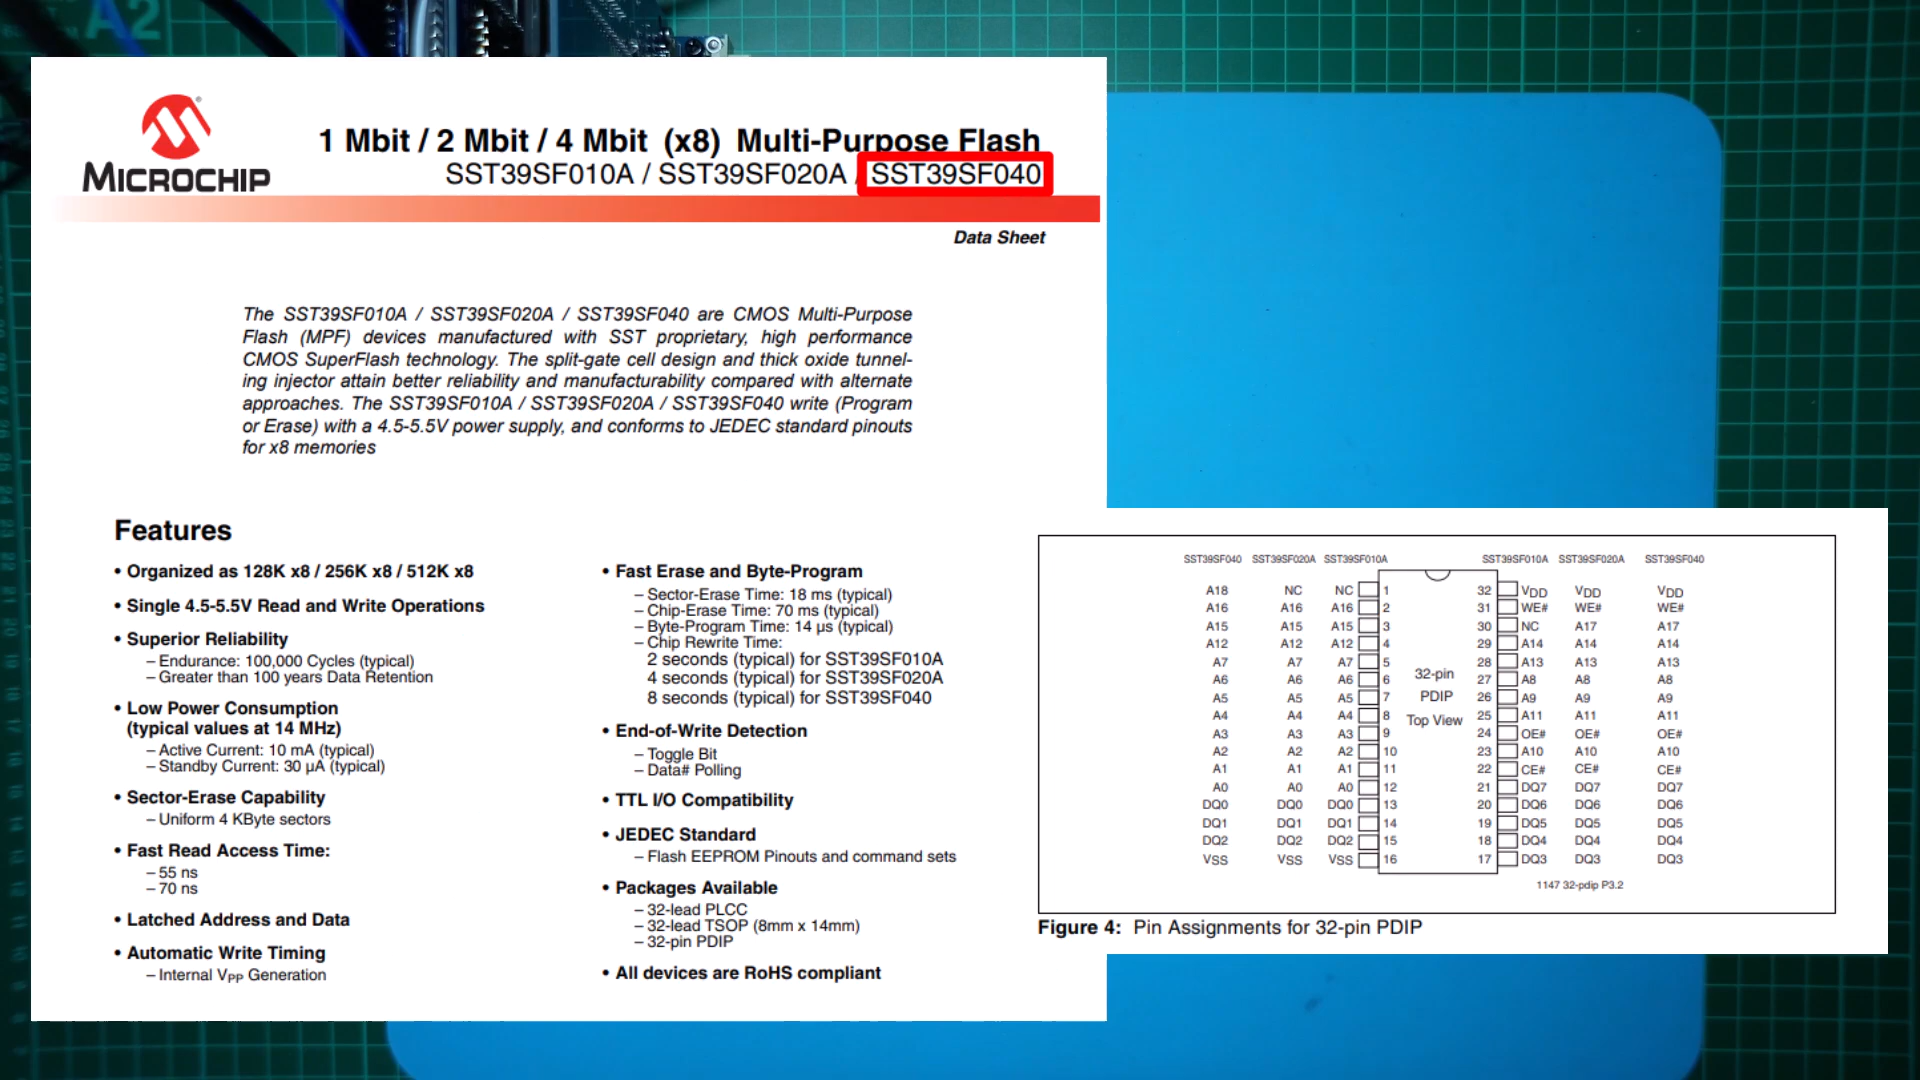 A2
MICROCHIP
1 Mbit / 2 Mbit / 4 Mbit (x8) Multi-Purpose Flash
SST39SF010A / SST39SF020A / SST39SF040
Data Sheet
The SST39SF010A / SST39SF020A / SST39SF040 are CMOS Multi-Purpose
Flash (MPF) devices manufactured with SST proprietary, high performance
CMOS SuperFlash technology. The split-gate cell design and thick oxide tunnel-
ing injector attain better reliability and manufacturability compared with alternate
approaches. The SST39SF010A / SST39SF020A / SST39SF040 write (Program
or Erase) with a 4.5-5.5V power supply, and conforms to JEDEC standard pinouts
for x8 memories
Features
• Organized as 128K x8 / 256K x8 / 512K x8
• Single 4.5-5.5V Read and Write Operations
• Superior Reliability
– Endurance: 100,000 Cycles (typical)
– Greater than 100 years Data Retention
• Low Power Consumption
(typical values at 14 MHz)
– Active Current: 10 mA (typical)
– Standby Current: 30 µA (typical)
• Sector-Erase Capability
– Uniform 4 KByte sectors
• Fast Read Access Time:
– 55 ns
– 70 ns
• Latched Address and Data
• Automatic Write Timing
– Internal VPP Generation
• Fast Erase and Byte-Program
– Sector-Erase Time: 18 ms (typical)
– Chip-Erase Time: 70 ms (typical)
– Byte-Program Time: 14 µs (typical)
– Chip Rewrite Time:
2 seconds (typical) for SST39SF010A
4 seconds (typical) for SST39SF020A
8 seconds (typical) for SST39SF040
• End-of-Write Detection
– Toggle Bit
– Data# Polling
• TTL I/O Compatibility
• JEDEC Standard
– Flash EEPROM Pinouts and command sets
• Packages Available
– 32-lead PLCC
– 32-lead TSOP (8mm x 14mm)
– 32-pin PDIP
• All devices are RoHS compliant
SST39SF040 SST39SF020A SST39SF010A SST39SF010A SST39SF020A SST39SF040
A18 NC NC 1 32 VDD VDD VDD
A16 A16 A16 2 31 WE# WE# WE#
A15 A15 A15 3 30 NC A17 A17
A12 A12 A12 4 29 A14 A14 A14
A7 A7 A7 5 28 A13 A13 A13
A6 A6 A6 6 27 A8 A8 A8
A5 A5 A5 7 26 A9 A9 A9
A4 A4 A4 8 25 A11 A11 A11
A3 A3 A3 9 24 OE# OE# OE#
A2 A2 A2 10 23 A10 A10 A10
A1 A1 A1 11 22 CE# CE# CE#
A0 A0 A0 12 21 DQ7 DQ7 DQ7
DQ0 DQ0 DQ0 13 20 DQ6 DQ6 DQ6
DQ1 DQ1 DQ1 14 19 DQ5 DQ5 DQ5
DQ2 DQ2 DQ2 15 18 DQ4 DQ4 DQ4
VSS VSS VSS 16 17 DQ3 DQ3 DQ3
32-pin
PDIP
Top View
1147 32-pdip P3.2
Figure 4: Pin Assignments for 32-pin PDIP